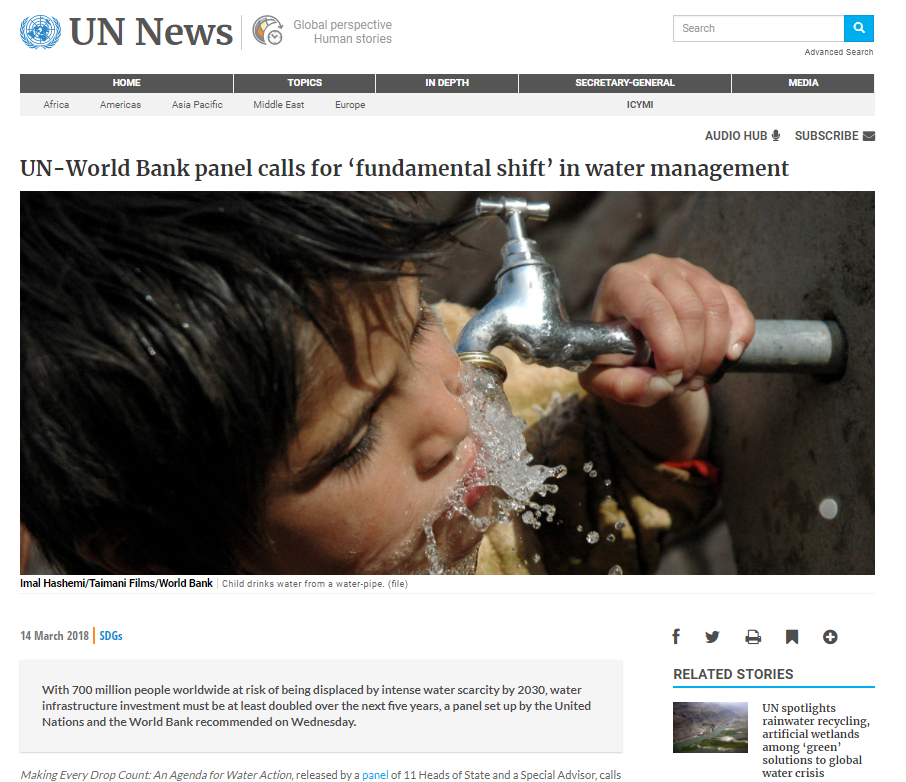 UN News
Global perspective
Human stories
Search
Advanced Search
HOME
TOPICS
IN DEPTH
SECRETARY-GENERAL
MEDIA
Africa
Americas
Asia Pacific
Middle East
Europe
ICYMI
AUDIO HUB
SUBSCRIBE
UN-World Bank panel calls for ‘fundamental shift’ in water management
Imal Hashemi/Taimani Films/World Bank | Child drinks water from a water-pipe. (file)
14 March 2018 | SDGs
With 700 million people worldwide at risk of being displaced by intense water scarcity by 2030, water
infrastructure investment must be at least doubled over the next five years, a panel set up by the United
Nations and the World Bank recommended on Wednesday.
Making Every Drop Count: An Agenda for Water Action, released by a panel of 11 Heads of State and a Special Advisor, calls
RELATED STORIES
UN spotlights
rainwater recycling,
artificial wetlands
among ‘green’
solutions to global
water crisis